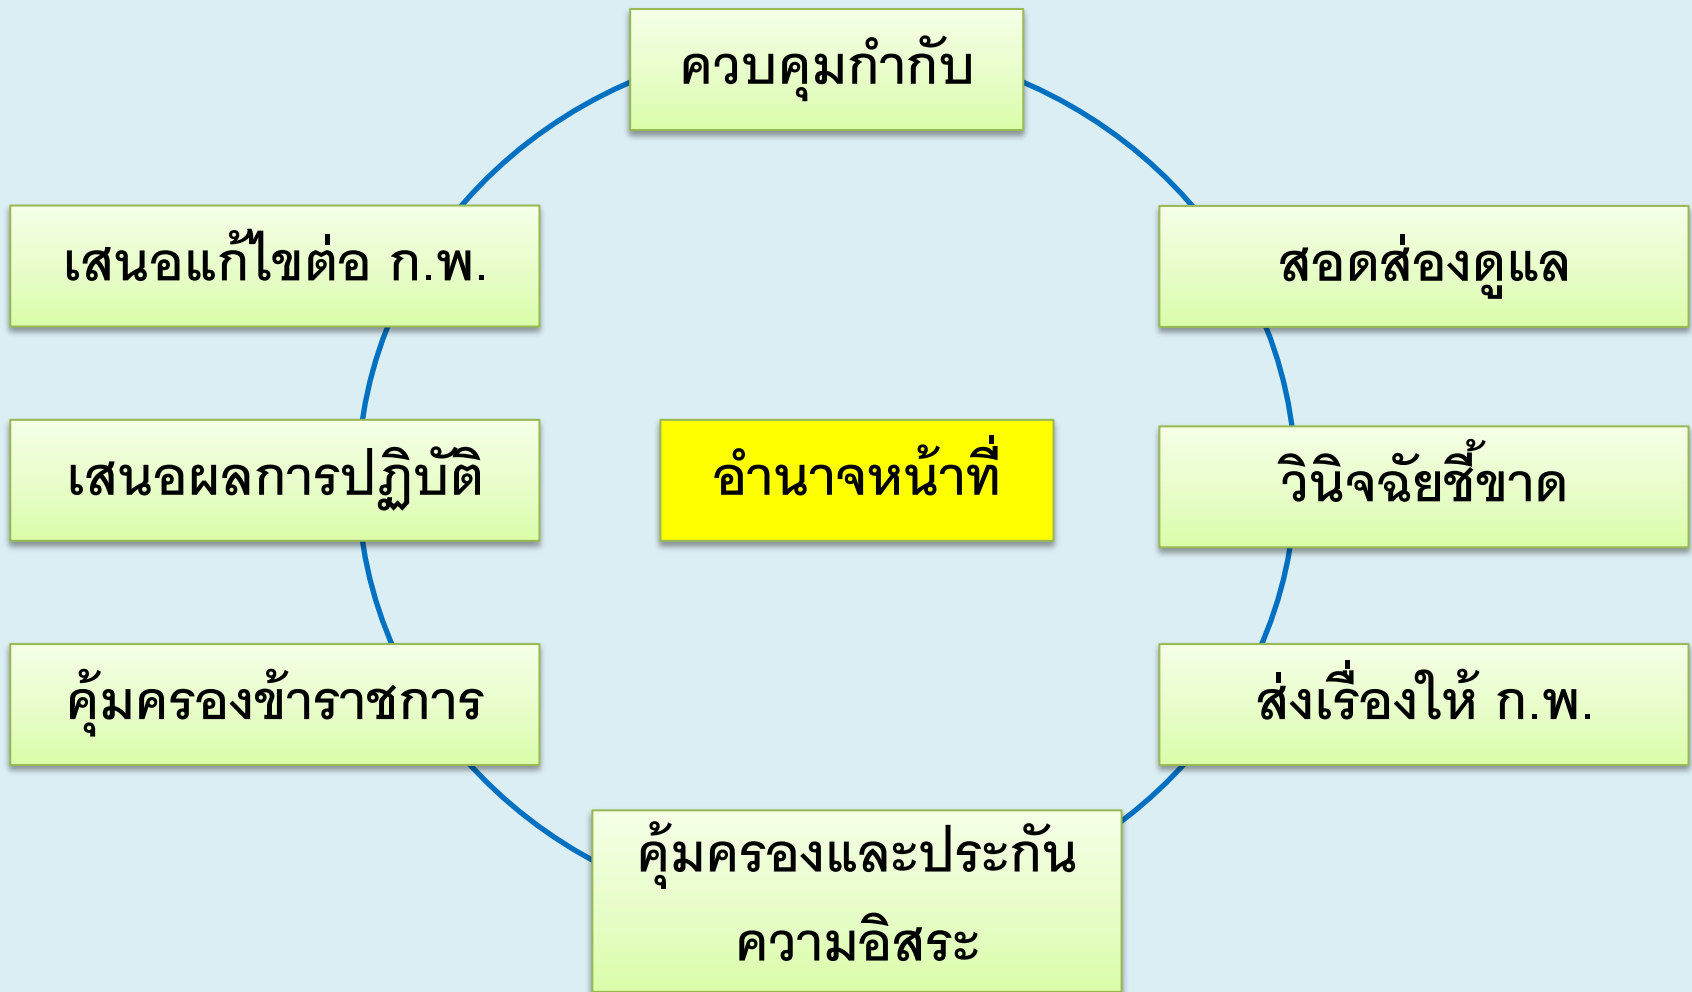 ควบคุมกำกับ
เสนอแก้ไขต่อ ก.พ.
สอดส่องดูแล
เสนอผลการปฏิบัติ
อำนาจหน้าที่
วินิจฉัยชี้ขาด
คุ้มครองข้าราชการ
ส่งเรื่องให้ ก.พ.
คุ้มครองและประกัน
ความอิสระ